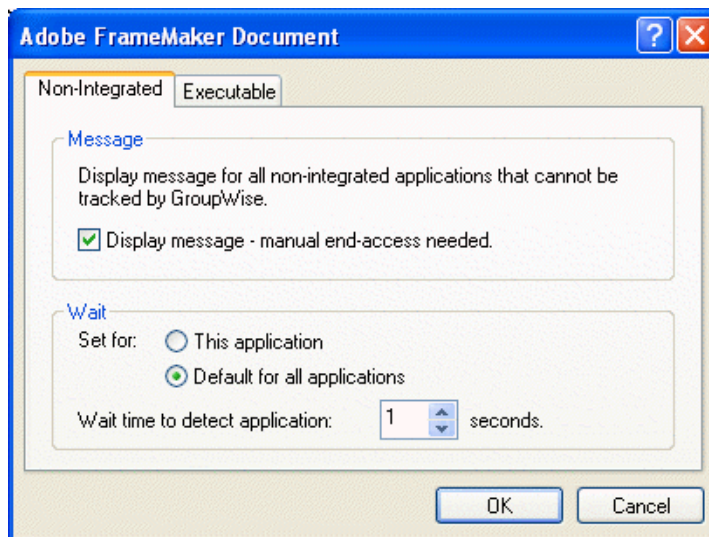 Adobe FrameMaker Document
Non-Integrated Executable
Message
Display message for all non-integrated applications that cannot be
tracked by GroupWise.
Display message - manual end-access needed.
Wait
Set for: This application
Default for all applications
Wait time to detect application: 1 seconds.
OK Cancel